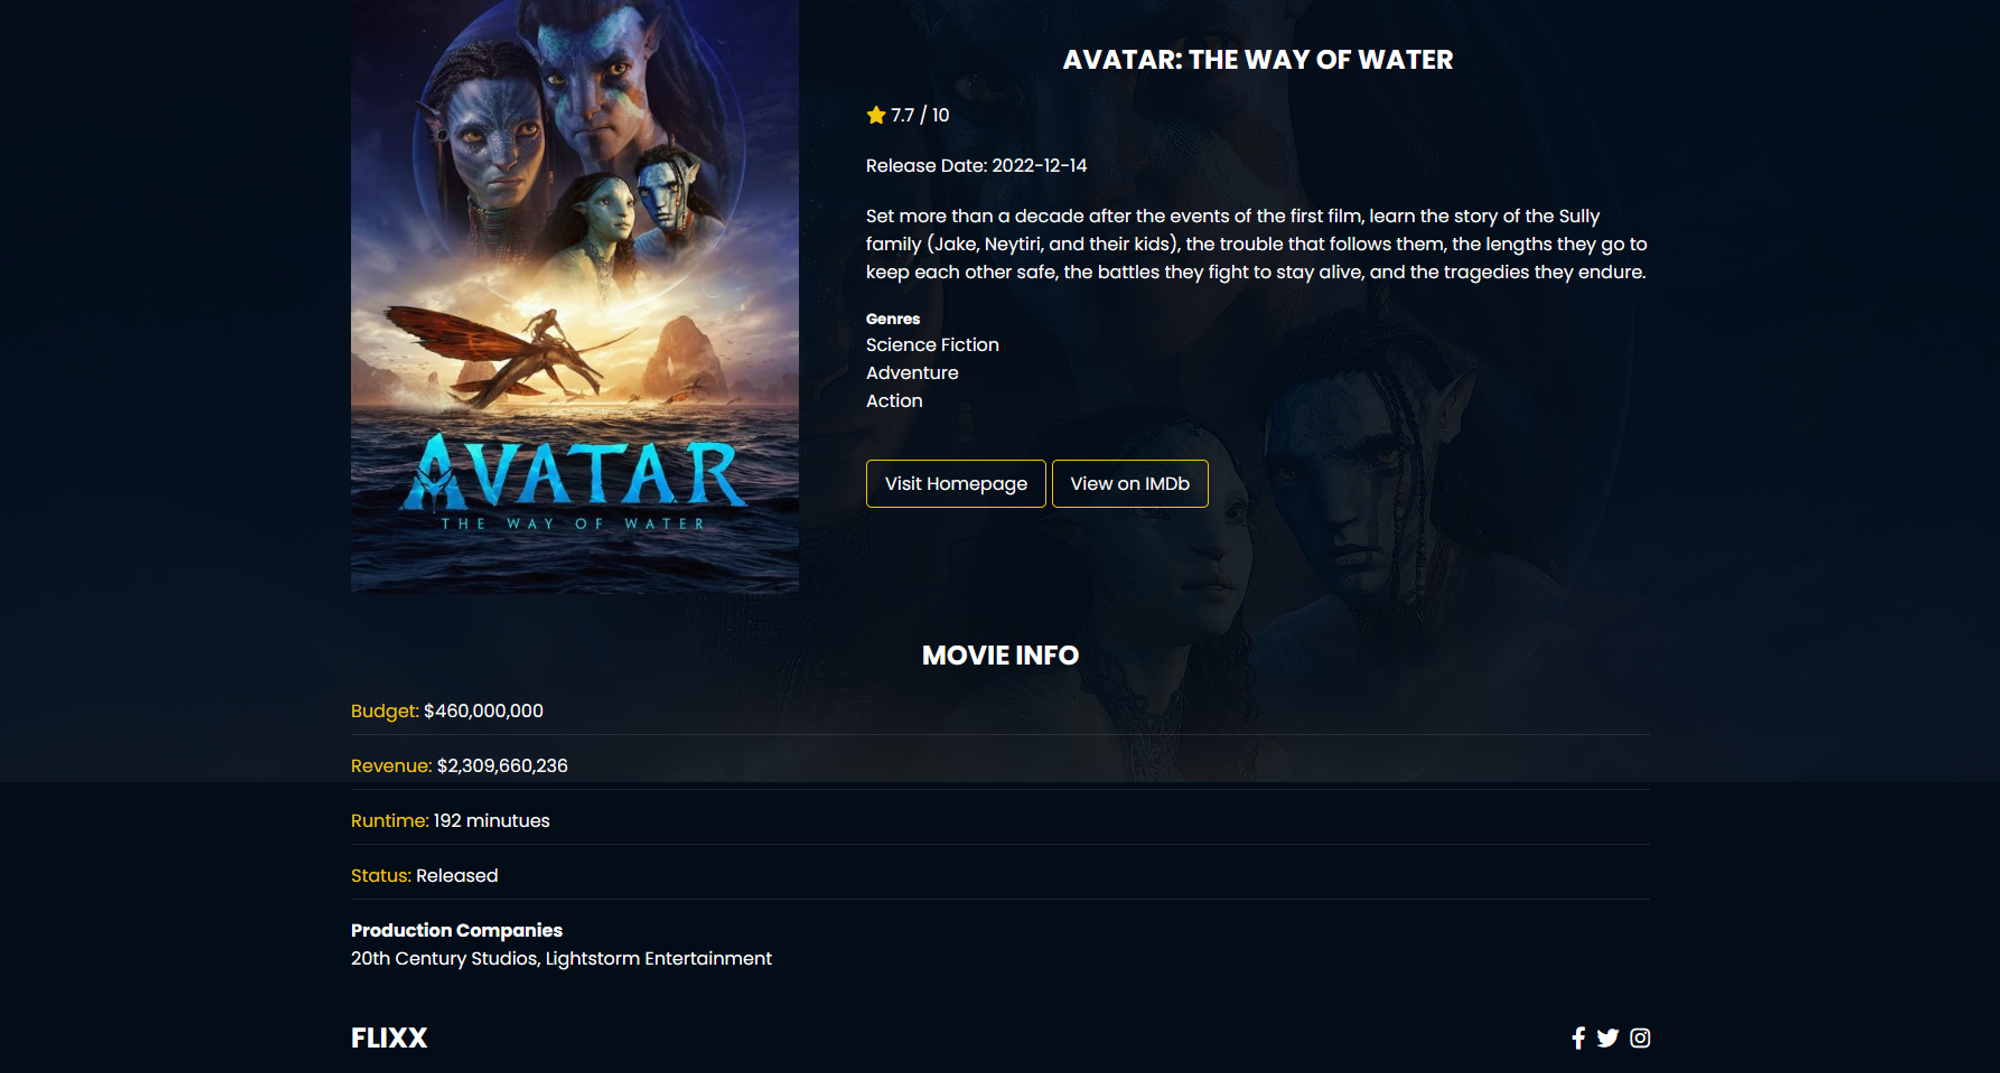 AVATAR
THE WAY OF WATER
AVATAR: THE WAY OF WATER
7.7 / 10
Release Date: 2022-12-14
Set more than a decade after the events of the first film, learn the story of the Sully
family (Jake, Neytiri, and their kids), the trouble that follows them, the lengths they go to
keep each other safe, the battles they fight to stay alive, and the tragedies they endure.
Genres
Science Fiction
Adventure
Action
Visit Homepage View on IMDb
MOVIE INFO
Budget: $460,000,000
Revenue: $2,309,660,236
Runtime: 192 minutues
Status: Released
Production Companies
20th Century Studios, Lightstorm Entertainment
FLIXX